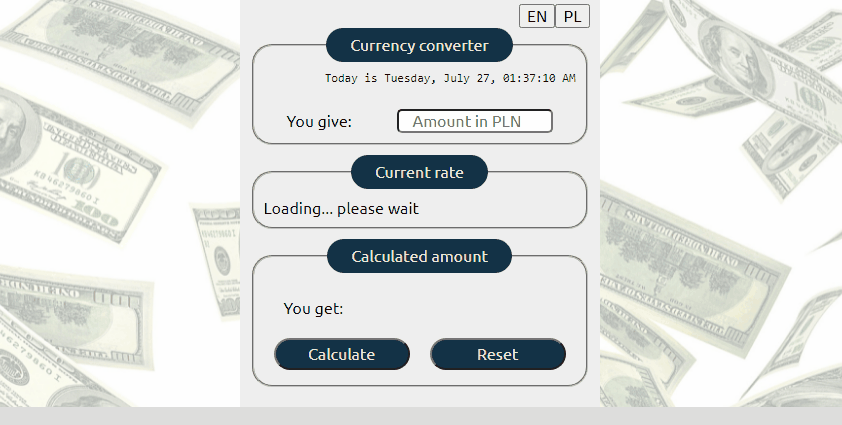 EN PL
Currency converter
Today is Tuesday, July 27, 01:37:10 AM
You give: Amount in PLN
Current rate
Loading... please wait
Calculated amount
You get:
Calculate Reset